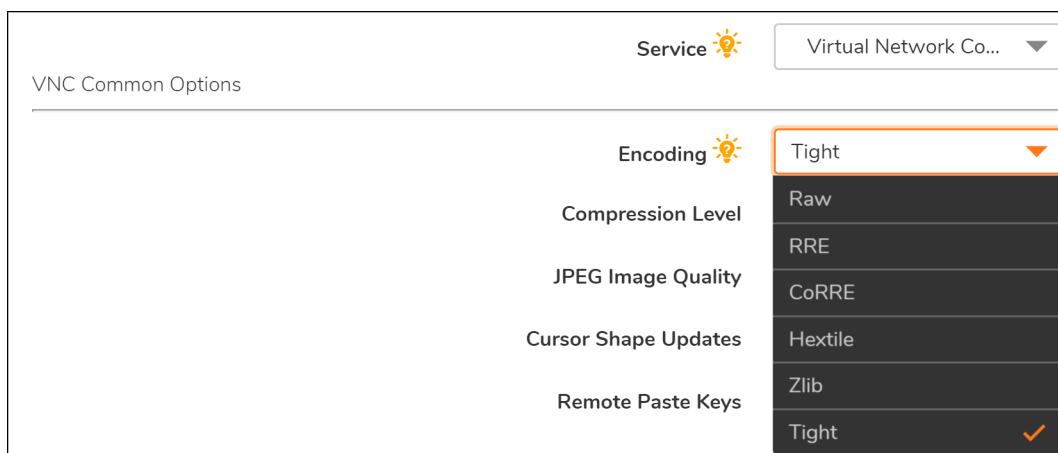 Service
Virtual Network Co...
VNC Common Options
Encoding
Tight
Raw
Compression Level
RRE
JPEG Image Quality
CoRRE
Cursor Shape Updates
Hextile
Zlib
Remote Paste Keys
Tight